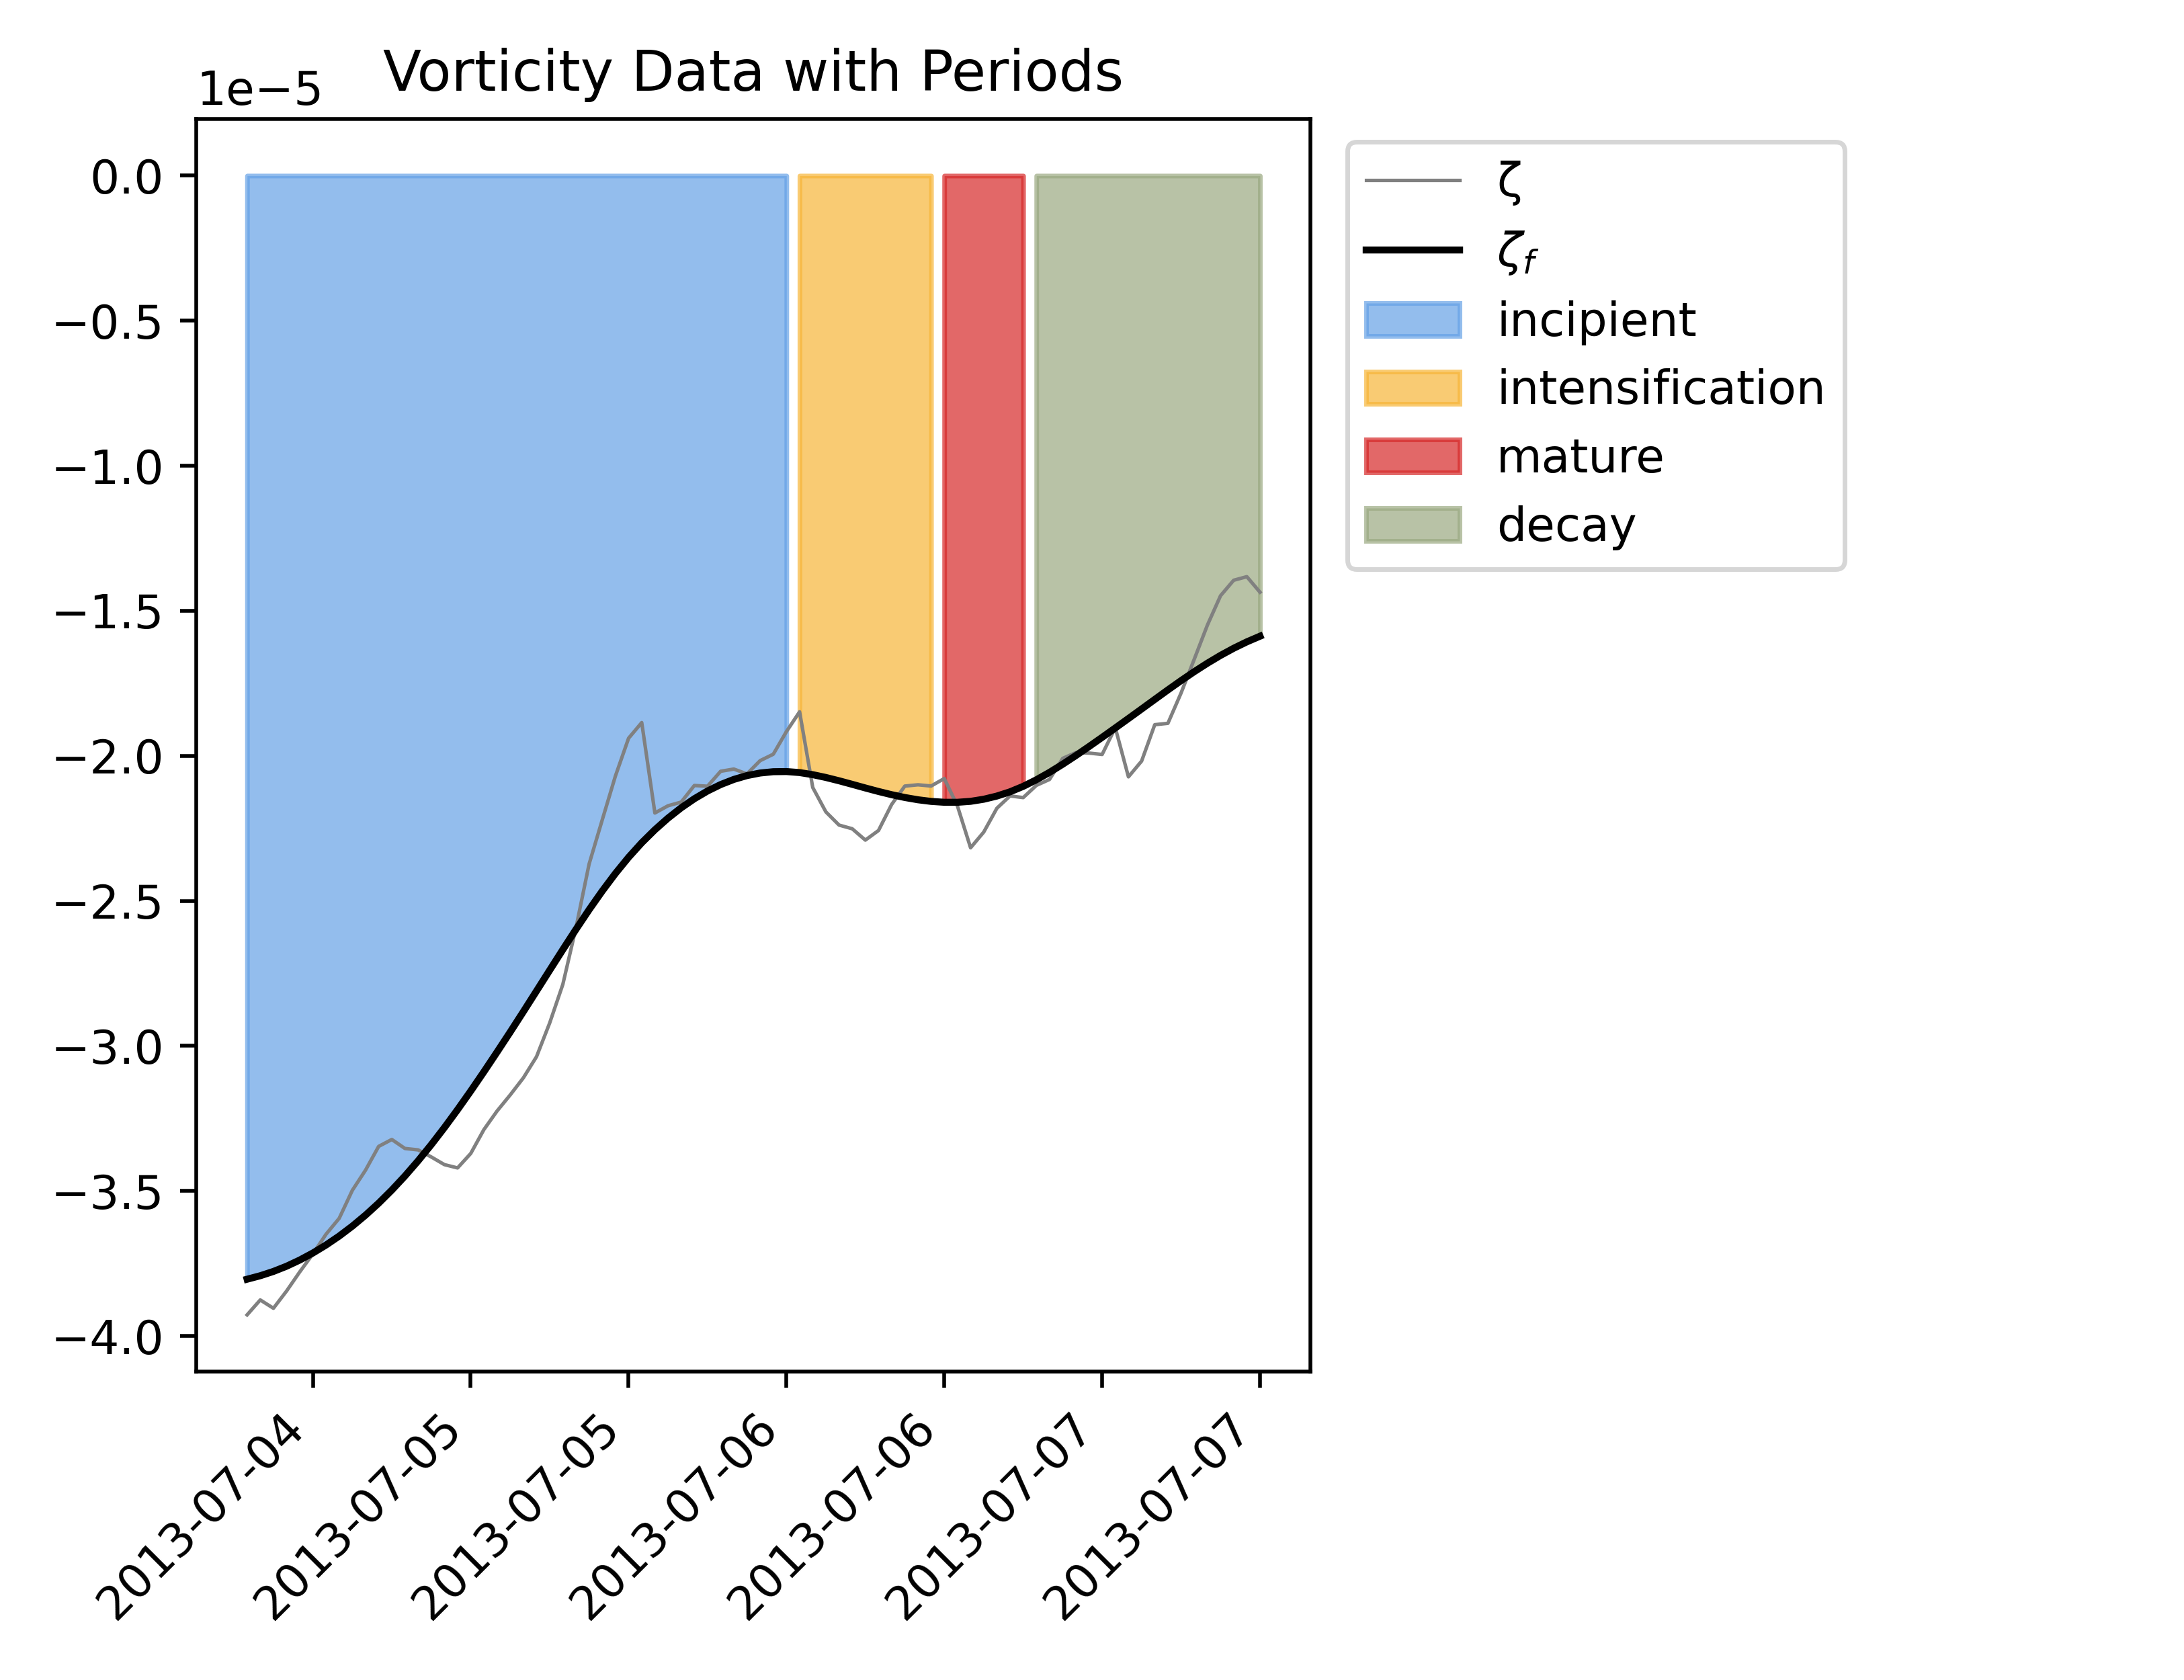 Vorticity Data with Periods
1e−5
0.0
−0.5
−1.0
−1.5
−2.0
−2.5
−3.0
−3.5
−4.0
2013-07-04
2013-07-05
2013-07-05
2013-07-06
2013-07-06
2013-07-07
2013-07-07
ζ
ζf
incipient
intensification
mature
decay